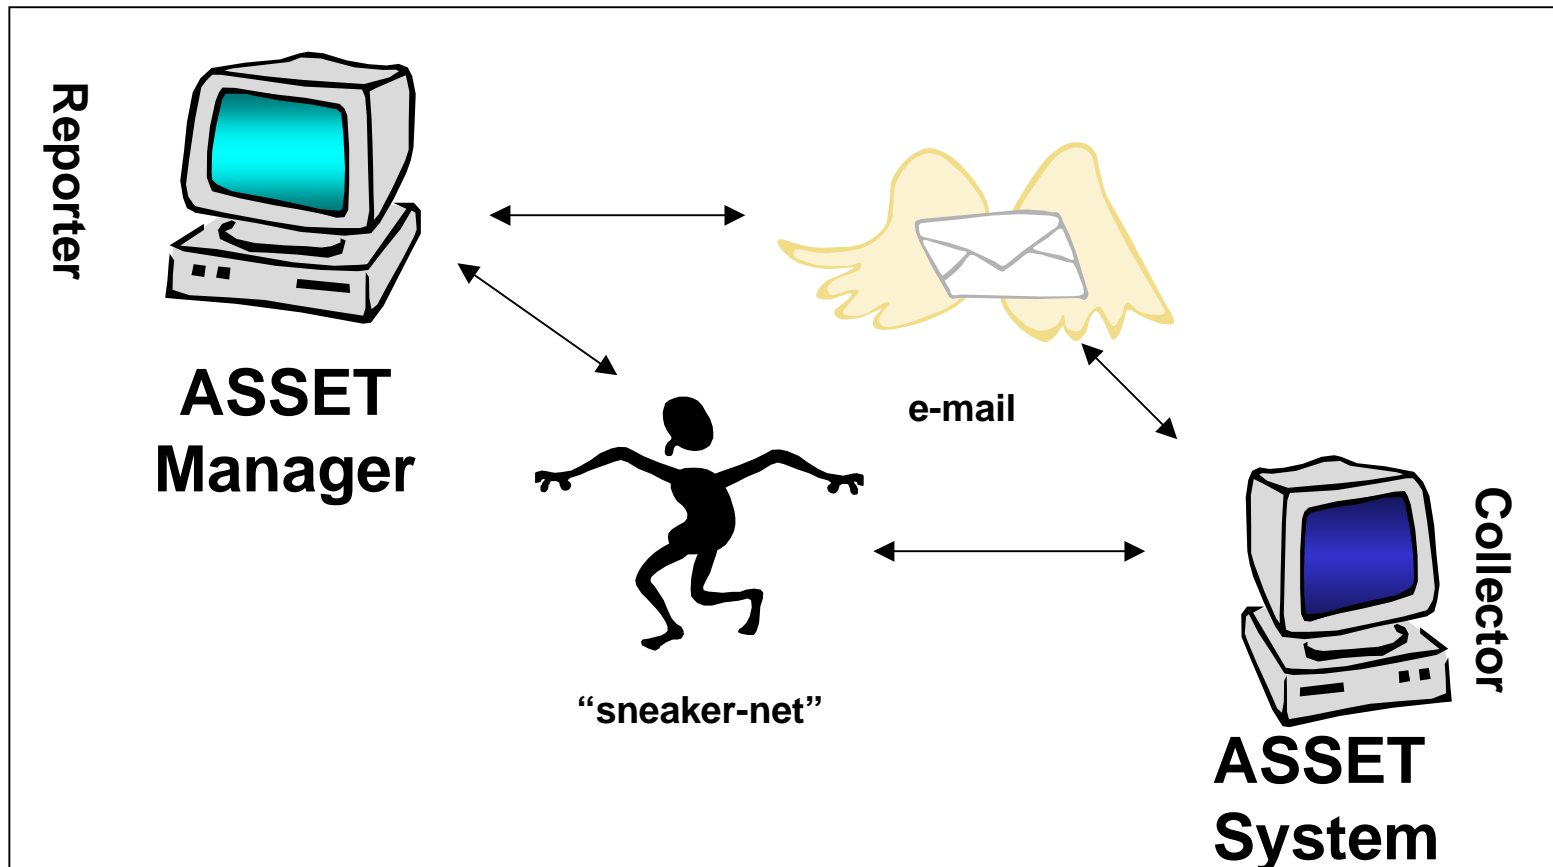 Reporter
ASSET
Manager
e-mail
“sneaker-net”
Collector
ASSET
System